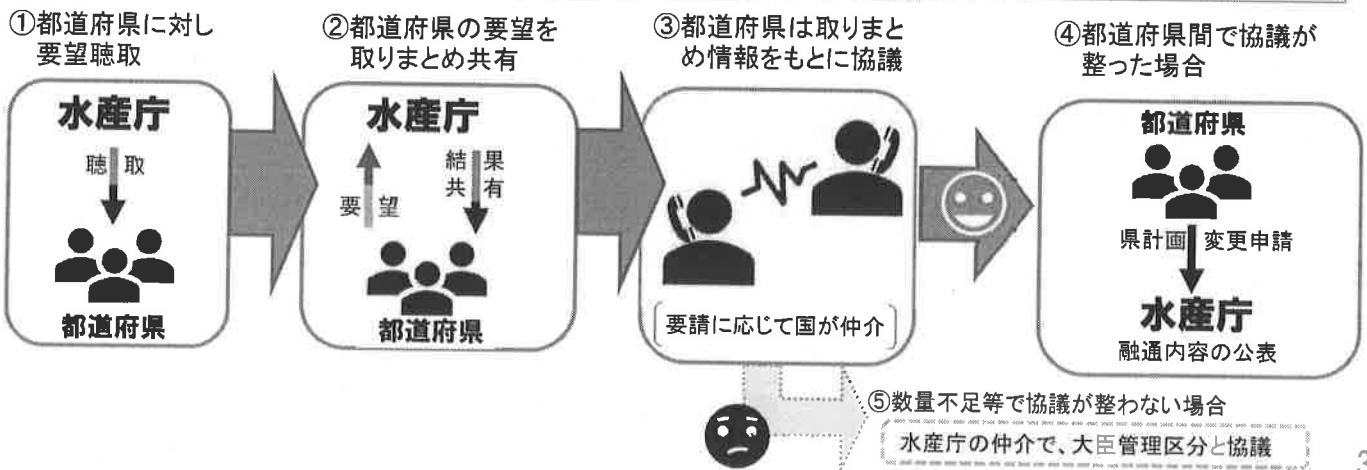 ①都道府県に対し
要望聴取
水産庁
聴取
都道府県
②都道府県の要望を
取りまとめ共有
水産庁
要望
結果
共有
都道府県
③都道府県は取りまと
め情報をもとに協議
要請に応じて国が仲介
④都道府県間で協議が
整った場合
都道府県
県計画変更申請
水産庁
融通内容の公表
⑤数量不足等で協議が整わない場合
水産庁の仲介で、大臣管理区分と協議